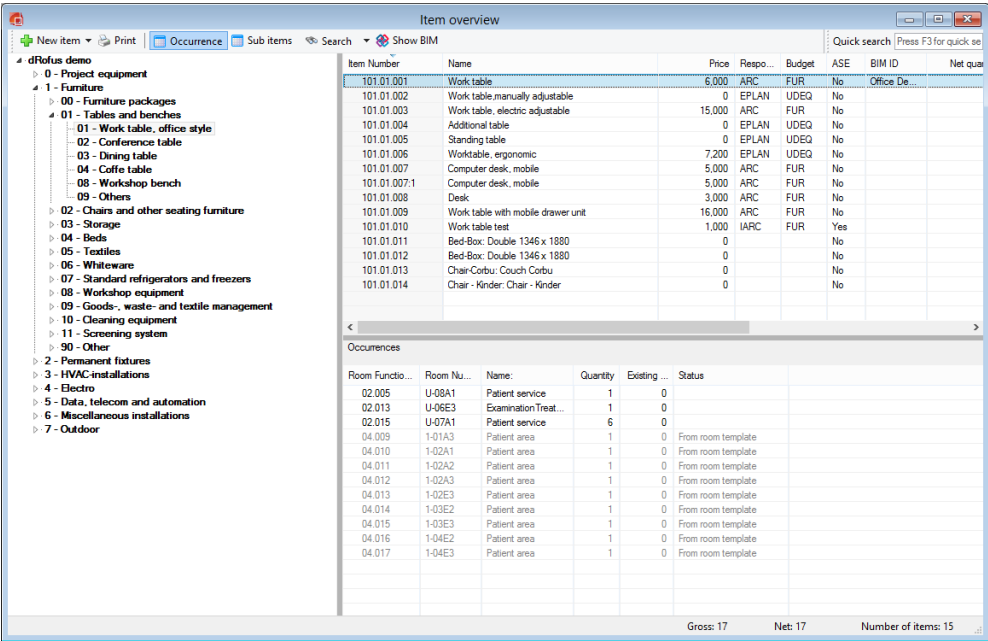 Item overview
New item Print Occurrence Sub items Search Show BIM Quick search Press F3 for quick se
dRofus demo
0 - Project equipment
1 - Furniture
00 - Furniture packages
01 - Tables and benches
01 - Work table, office style
02 - Conference table
03 - Dining table
04 - Coffe table
08 - Workshop bench
09 - Others
02 - Chairs and other seating furniture
03 - Storage
04 - Beds
05 - Textiles
06 - Whiteware
07 - Standard refrigerators and freezers
08 - Workshop equipment
09 - Goods-, waste- and textile management
10 - Cleaning equipment
11 - Screening system
90 - Other
2 - Permanent fixtures
3 - HVAC-installations
4 - Electro
5 - Data, telecom and automation
6 - Miscellaneous installations
7 - Outdoor
Item Number Name Price Respo... Budget ASE BIM ID Net quar
101.01.001 Work table 6,000 ARC FUR No Office De...
101.01.002 Work table,manually adjustable 0 EPLAN UDEQ No
101.01.003 Work table, electric adjustable 15,000 ARC FUR No
101.01.004 Additional table 0 EPLAN UDEQ No
101.01.005 Standing table 0 EPLAN UDEQ No
101.01.006 Worktable, ergonomic 7,200 EPLAN UDEQ No
101.01.007 Computer desk, mobile 5,000 ARC FUR No
101.01.007:1 Computer desk, mobile 5,000 ARC FUR No
101.01.008 Desk 3,000 ARC FUR No
101.01.009 Work table with mobile drawer unit 16,000 ARC FUR No
101.01.010 Work table test 1,000 IARC FUR Yes
101.01.011 Bed-Box: Double 1346 x 1880 0 No
101.01.012 Bed-Box: Double 1346 x 1880 0 No
101.01.013 Chair-Corbu: Couch Corbu 0 No
101.01.014 Chair - Kinder: Chair - Kinder 0 No
Occurrences
Room Functio... Room Nu... Name: Quantity Existing ... Status
02.005 U-08A1 Patient service 1 0
02.013 U-06E3 Examination Treat... 1 0
02.015 U-07A1 Patient service 6 0
04.009 1-01A3 Patient area 1 0 From room template
04.010 1-02A1 Patient area 1 0 From room template
04.011 1-02A2 Patient area 1 0 From room template
04.012 1-02A3 Patient area 1 0 From room template
04.013 1-02E3 Patient area 1 0 From room template
04.014 1-03E2 Patient area 1 0 From room template
04.015 1-03E3 Patient area 1 0 From room template
04.016 1-04E2 Patient area 1 0 From room template
04.017 1-04E3 Patient area 1 0 From room template
Gross: 17 Net: 17 Number of items: 15